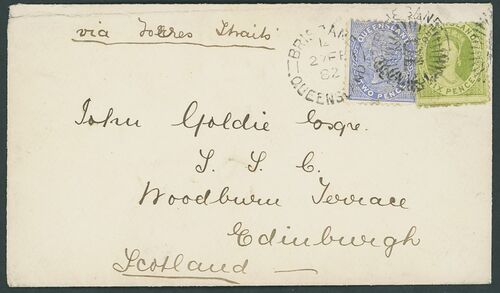 via Torres Straits
BRISBANE
27 FE
82
QUEENSL
QUEENSLAND
TWO PENCE
SIX PENCE
John Goldie Esqre.
S. S. C.
Woodburn Terrace
Edinburgh
Scotland